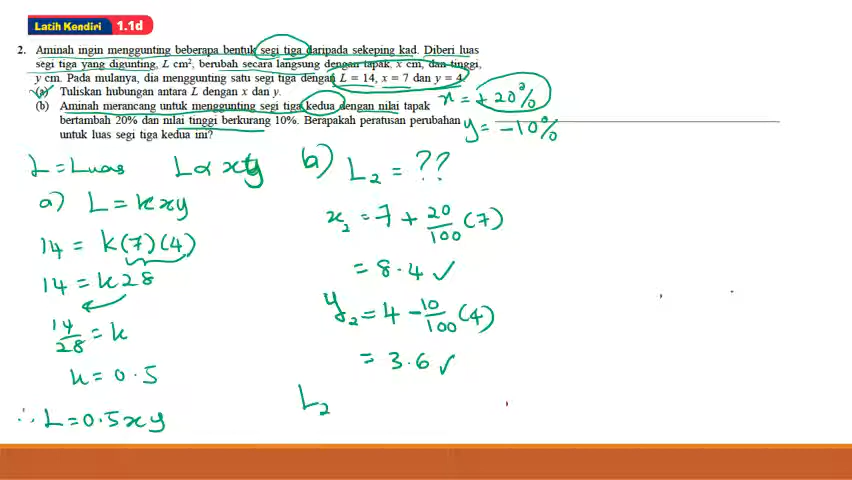 Latih Kendiri 1.1d
2. Aminah ingin menggunting beberapa bentuk segi tiga daripada sekeping kad. Diberi luas
segi tiga yang digunting, L cm², berubah secara langsung dengan tapak, x cm, dan tinggi,
y cm. Pada mulanya, dia menggunting satu segi tiga dengan L = 14, x = 7 dan y = 4.
(a) Tuliskan hubungan antara L dengan x dan y.
(b) Aminah merancang untuk menggunting segi tiga kedua dengan nilai tapak
bertambah 20% dan nilai tinggi berkurang 10%. Berapakah peratusan perubahan
untuk luas segi tiga kedua ini?
x = +20%
y = -10%
L = Luas L ∝ xy
a) L = kxy
14 = k(7)(4)
14 = k28
14/28 = k
k = 0.5
∴ L = 0.5xy
b) L₂ = ??
x₂ = 7 + 20/100 (7)
= 8.4 ✓
y₂ = 4 - 10/100 (4)
= 3.6 ✓
L₂